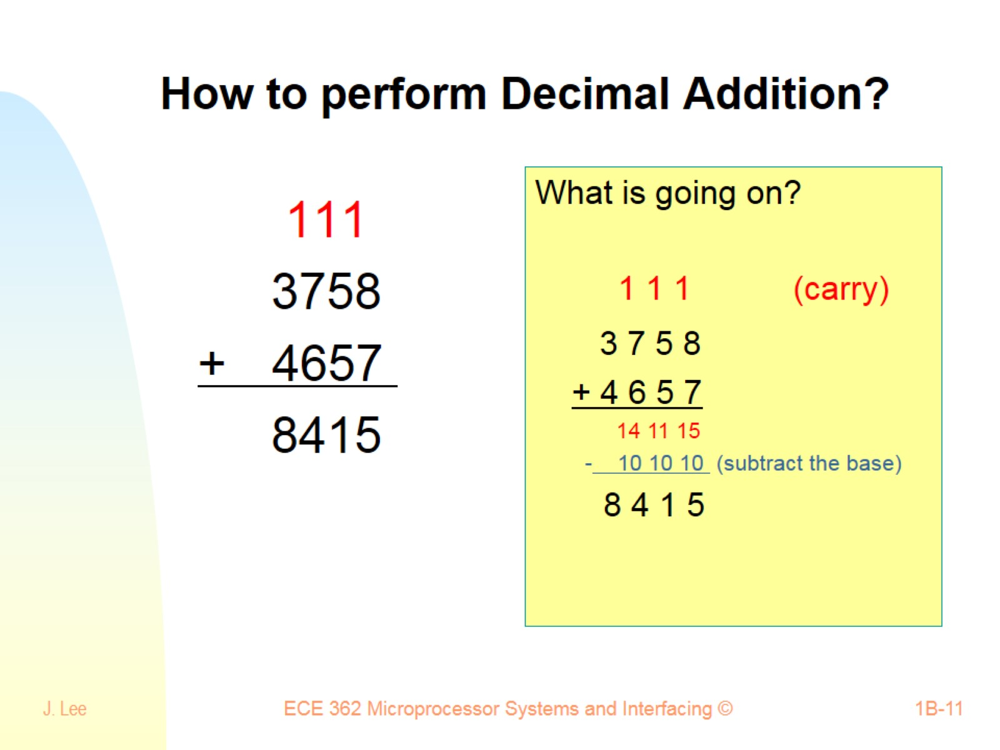 How to perform Decimal Addition?
111
3758
+ 4657
8415
What is going on?
1 1 1 (carry)
3 7 5 8
+ 4 6 5 7
14 11 15
- 10 10 10 (subtract the base)
8 4 1 5
J. Lee
ECE 362 Microprocessor Systems and Interfacing ©
1B-11